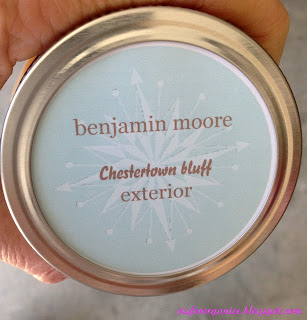 benjamin moore
Chestertown bluff
exterior